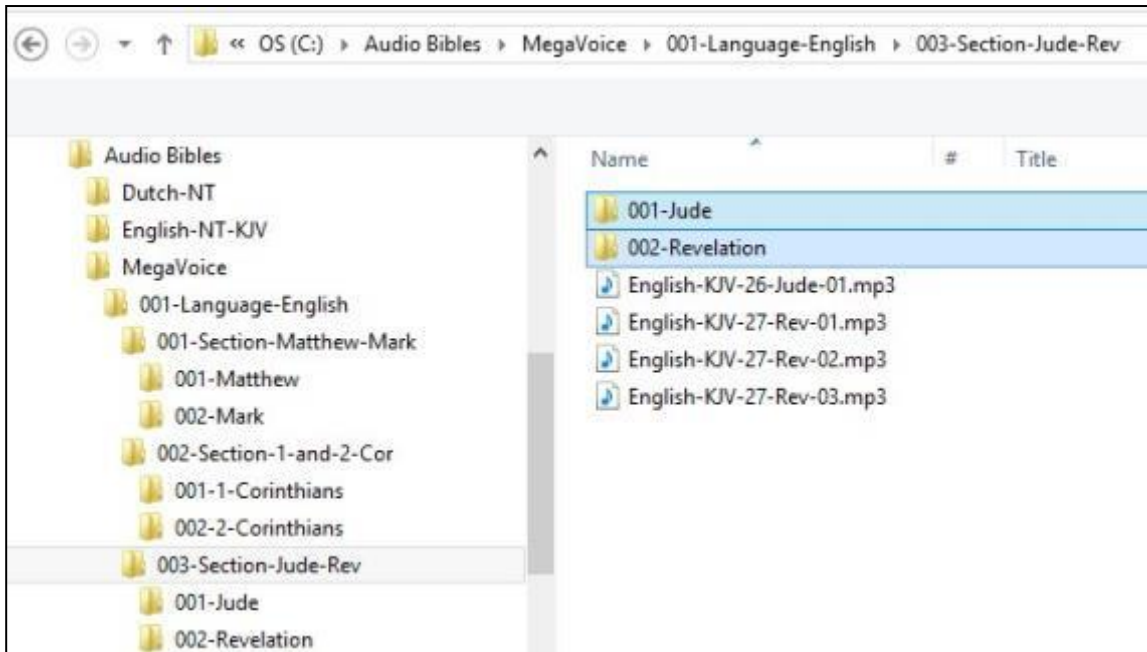 « OS (C:) ▸ Audio Bibles ▸ MegaVoice ▸ 001-Language-English ▸ 003-Section-Jude-Rev
Audio Bibles
Dutch-NT
English-NT-KJV
MegaVoice
001-Language-English
001-Section-Matthew-Mark
001-Matthew
002-Mark
002-Section-1-and-2-Cor
001-1-Corinthians
002-2-Corinthians
003-Section-Jude-Rev
001-Jude
002-Revelation
Name # Title
001-Jude
002-Revelation
English-KJV-26-Jude-01.mp3
English-KJV-27-Rev-01.mp3
English-KJV-27-Rev-02.mp3
English-KJV-27-Rev-03.mp3